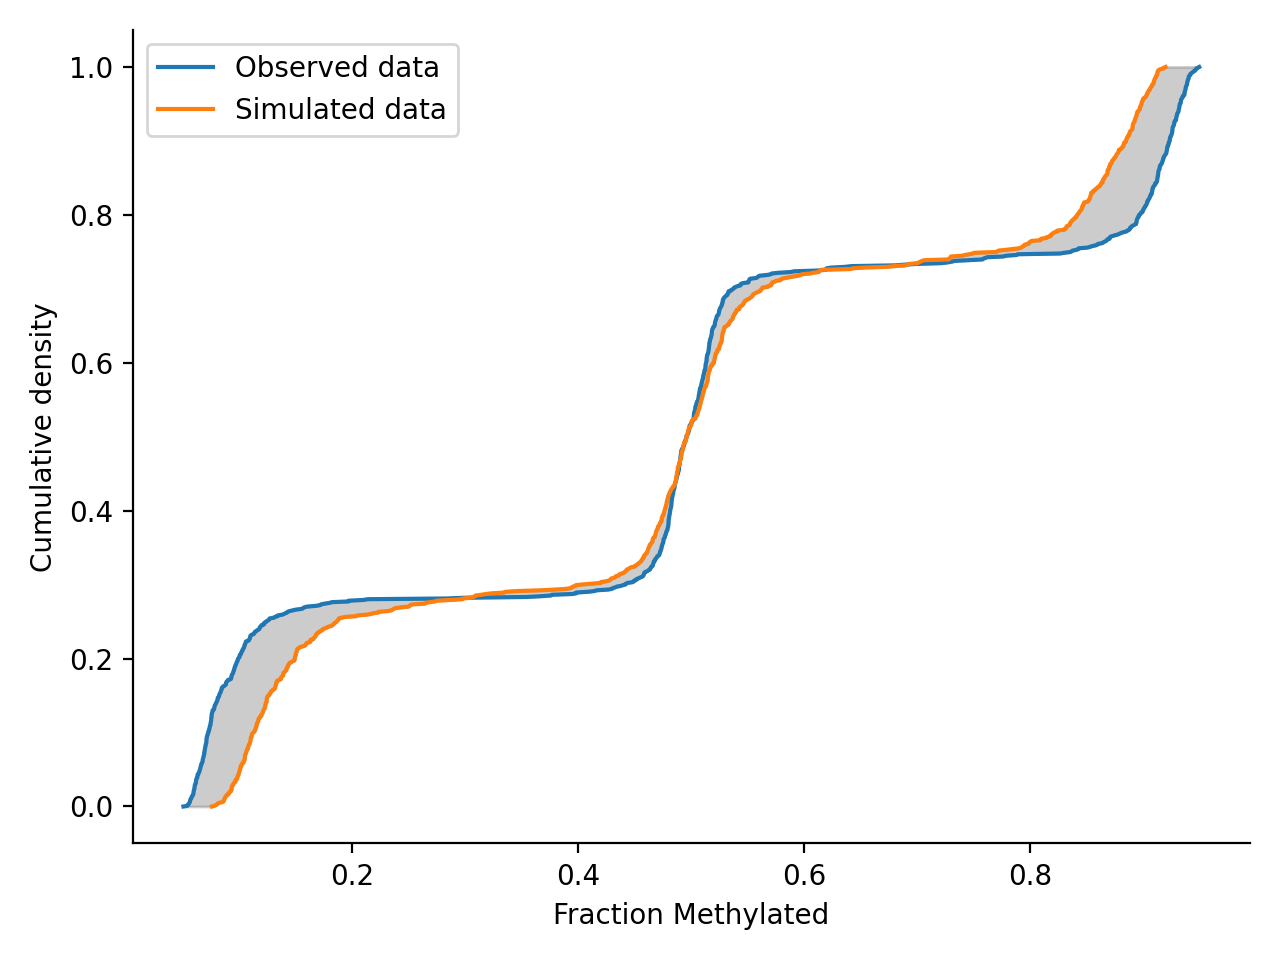 Observed data
Simulated data
1.0
0.8
0.6
0.4
0.2
0.0
Cumulative density
0.2 0.4 0.6 0.8
Fraction Methylated